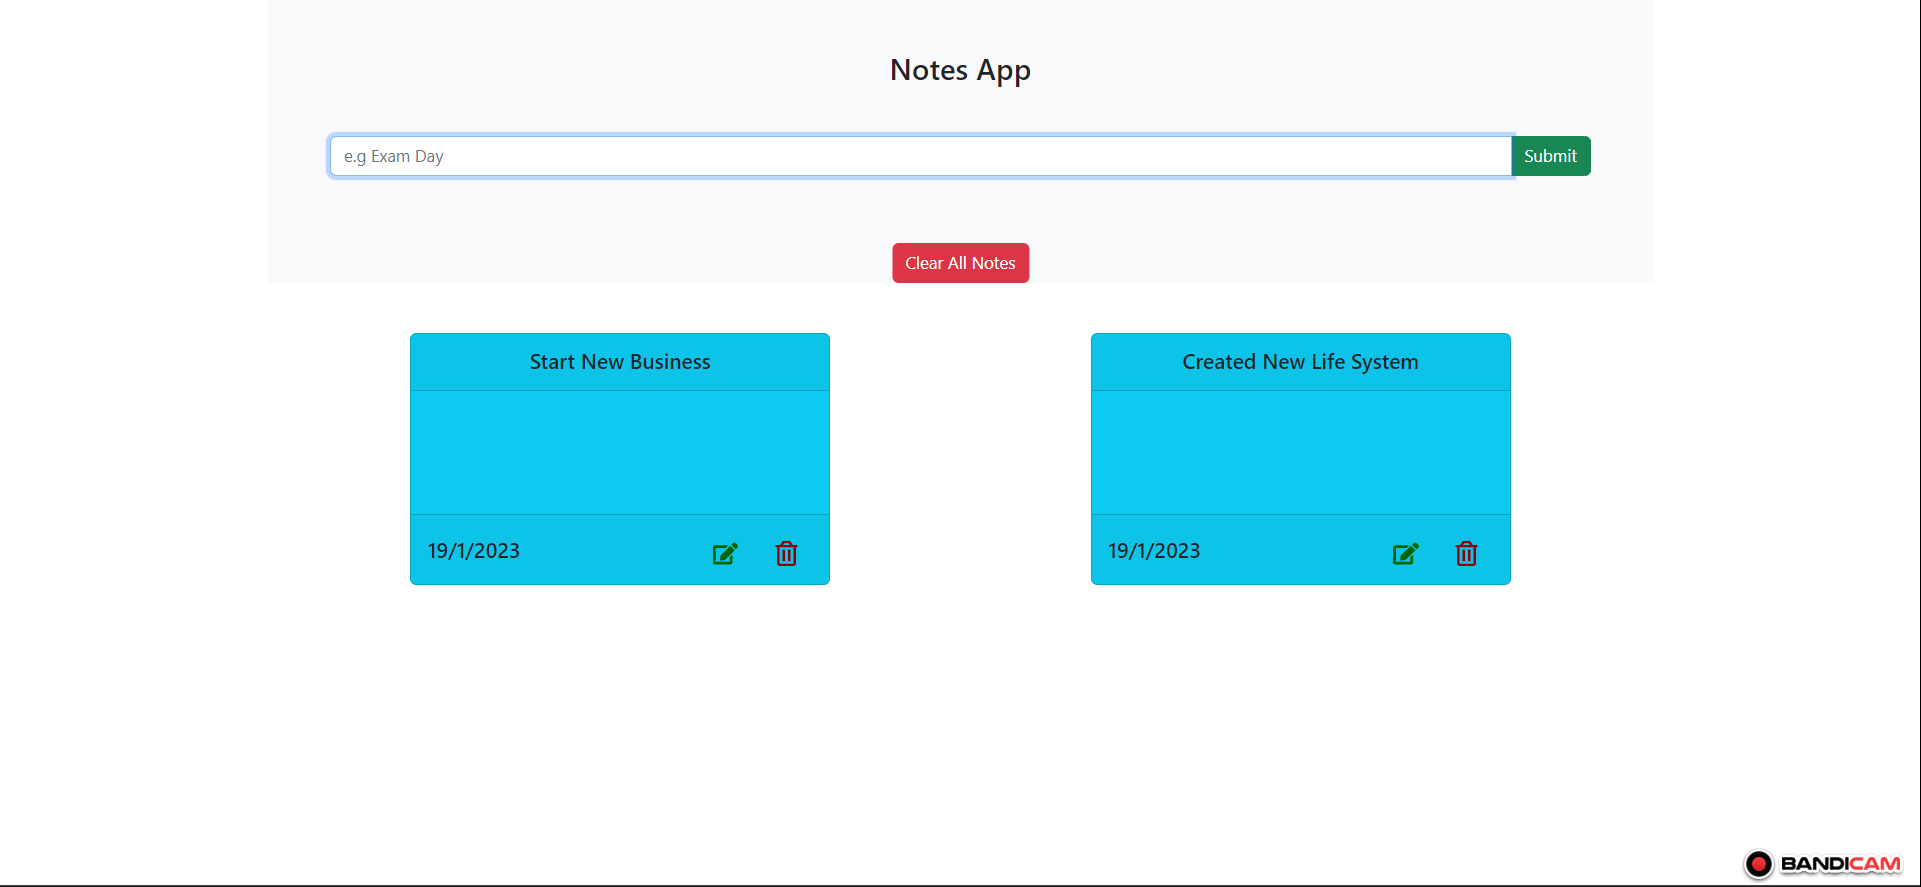 Notes App
e.g Exam Day
Submit
Clear All Notes
Start New Business
Created New Life System
19/1/2023
19/1/2023
BANDICAM